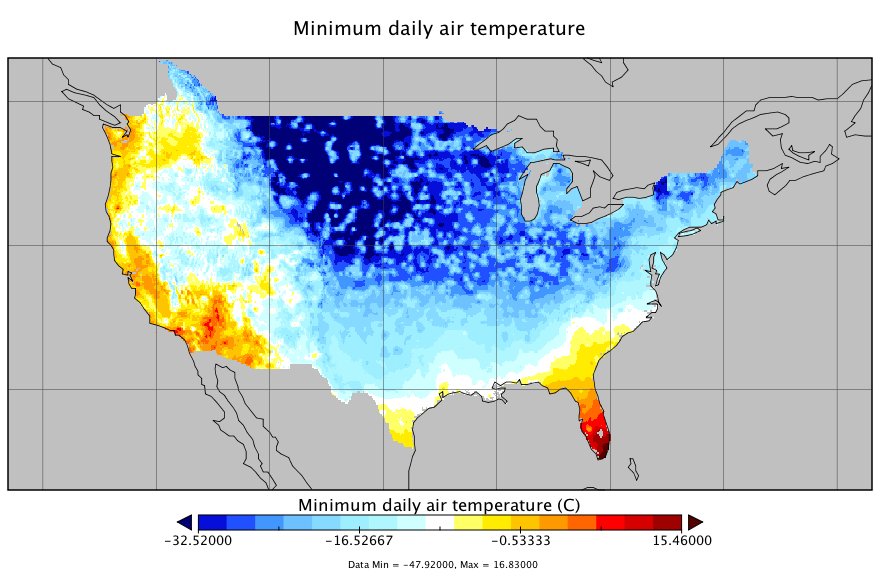 Minimum daily air temperature
Minimum daily air temperature (C)
-32.52000 -16.52667 -0.53333 15.46000
Data Min = -47.92000, Max = 16.83000